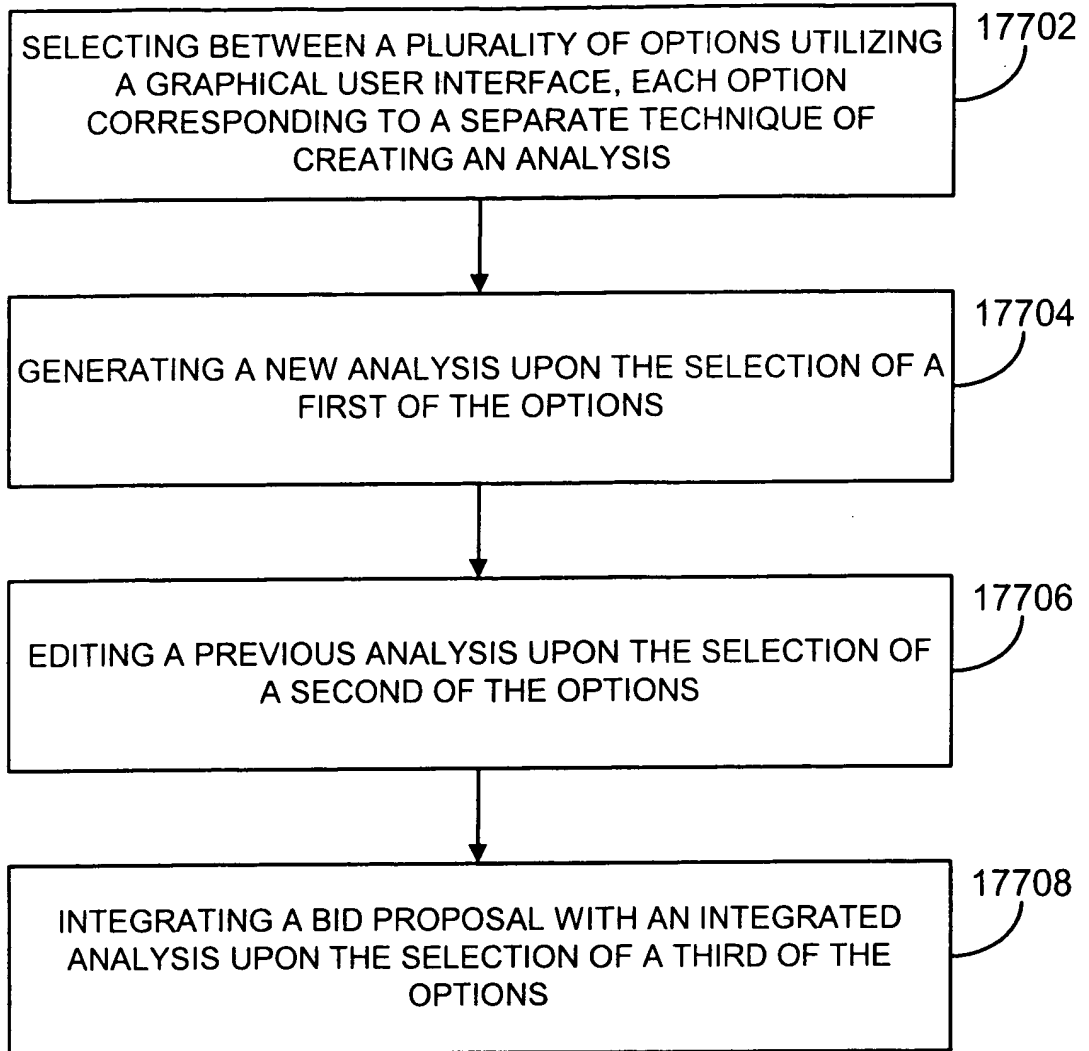 SELECTING BETWEEN A PLURALITY OF OPTIONS UTILIZING
A GRAPHICAL USER INTERFACE, EACH OPTION
CORRESPONDING TO A SEPARATE TECHNIQUE OF
CREATING AN ANALYSIS
17702
GENERATING A NEW ANALYSIS UPON THE SELECTION OF A
FIRST OF THE OPTIONS
17704
EDITING A PREVIOUS ANALYSIS UPON THE SELECTION OF
A SECOND OF THE OPTIONS
17706
INTEGRATING A BID PROPOSAL WITH AN INTEGRATED
ANALYSIS UPON THE SELECTION OF A THIRD OF THE
OPTIONS
17708